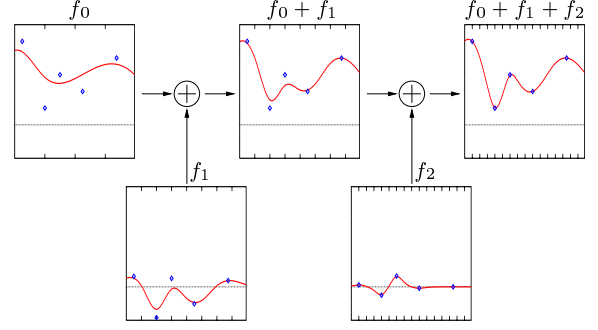 f₀
f₀ + f₁
f₀ + f₁ + f₂
f₁
f₂